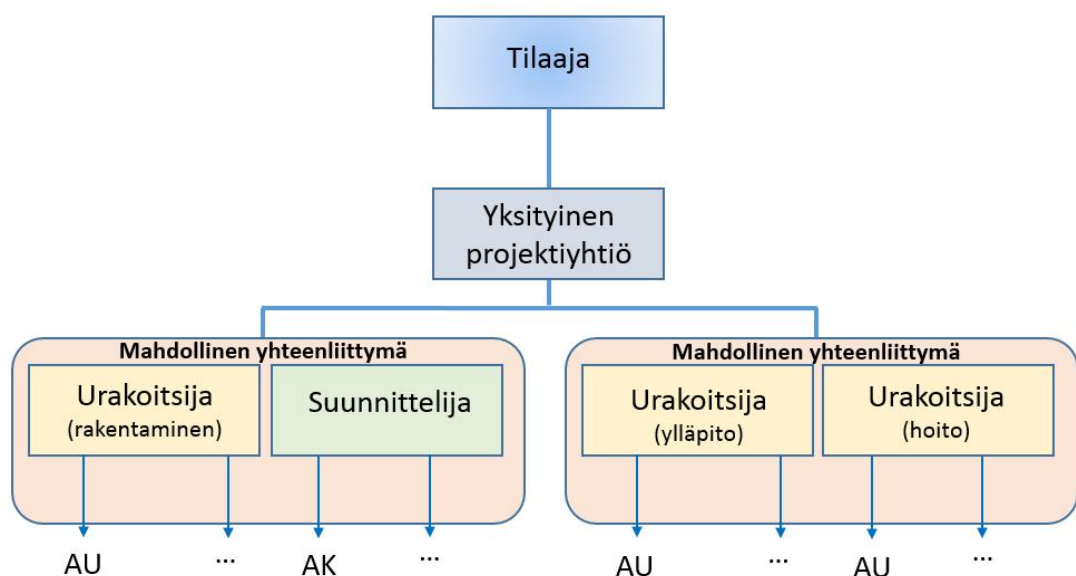 Tilaaja
Yksityinen
projektiyhtiö
Mahdollinen yhteenliittymä
Urakoitsija
(rakentaminen)
Suunnittelija
AU
...
AK
...
Mahdollinen yhteenliittymä
Urakoitsija
(ylläpito)
Urakoitsija
(hoito)
AU
...
AU
...